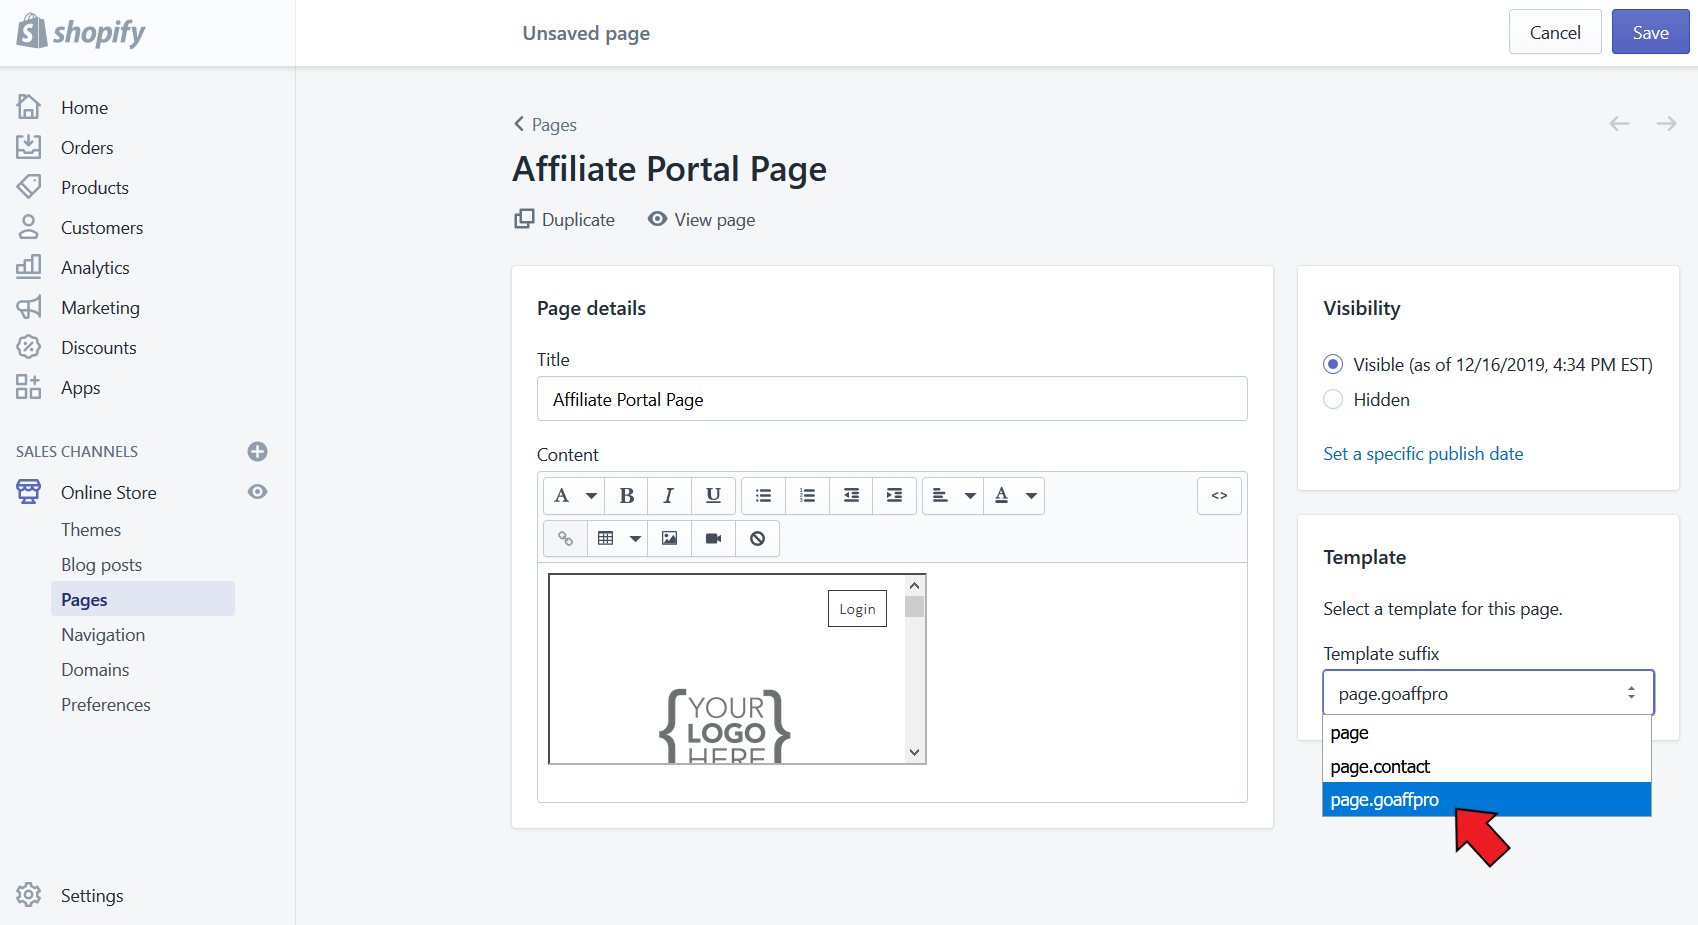 shopify
Unsaved page
Cancel
Save
Home
Orders
Products
Customers
Analytics
Marketing
Discounts
Apps
SALES CHANNELS
Online Store
Themes
Blog posts
Pages
Navigation
Domains
Preferences
Settings
Pages
Affiliate Portal Page
Duplicate
View page
Page details
Title
Affiliate Portal Page
Content
A
B
I
U
A
<>
Login
{YOUR
LOGO
HERE}
Visibility
Visible (as of 12/16/2019, 4:34 PM EST)
Hidden
Set a specific publish date
Template
Select a template for this page.
Template suffix
page.goaffpro
page
page.contact
page.goaffpro